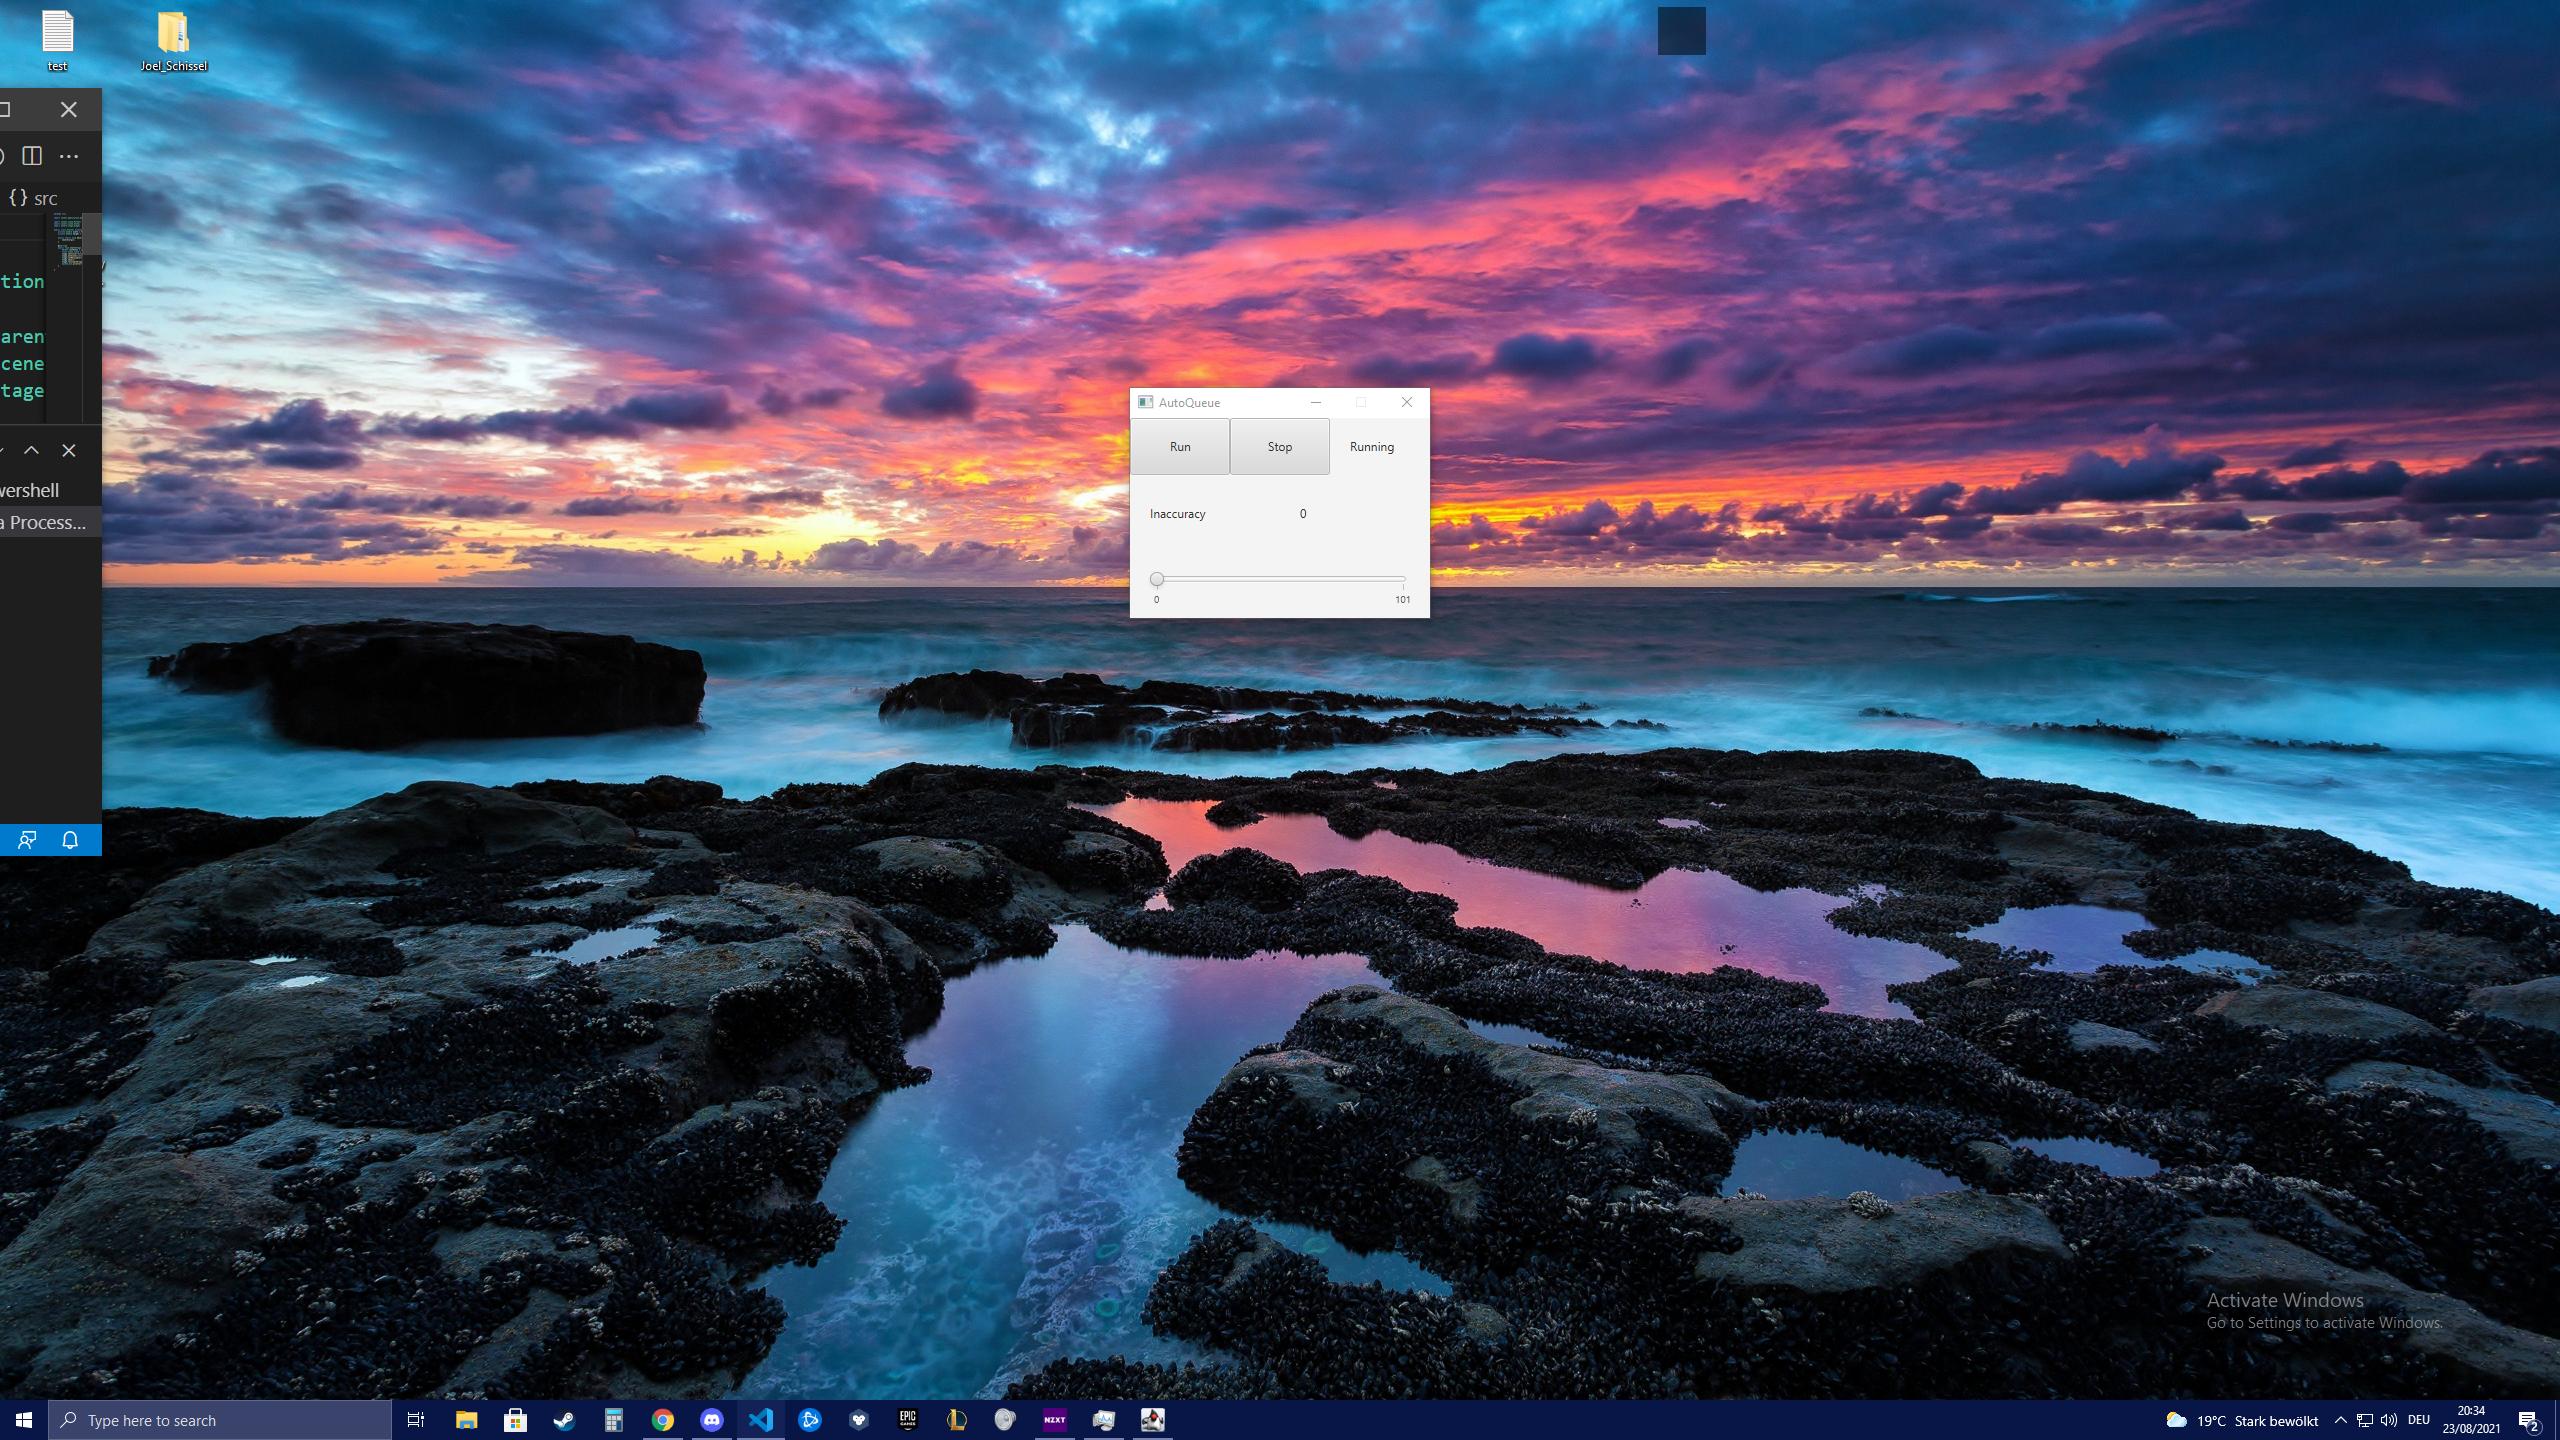 test
Joel_Schissel
{} src
tion
aren
cene
tage
wershell
a Process...
AutoQueue
Run
Stop
Running
Inaccuracy
0
0
101
Activate Windows
Go to Settings to activate Windows.
Type here to search
EPIC
GAMES
NZXT
19°C Stark bewölkt
DEU
20:34
23/08/2021
2